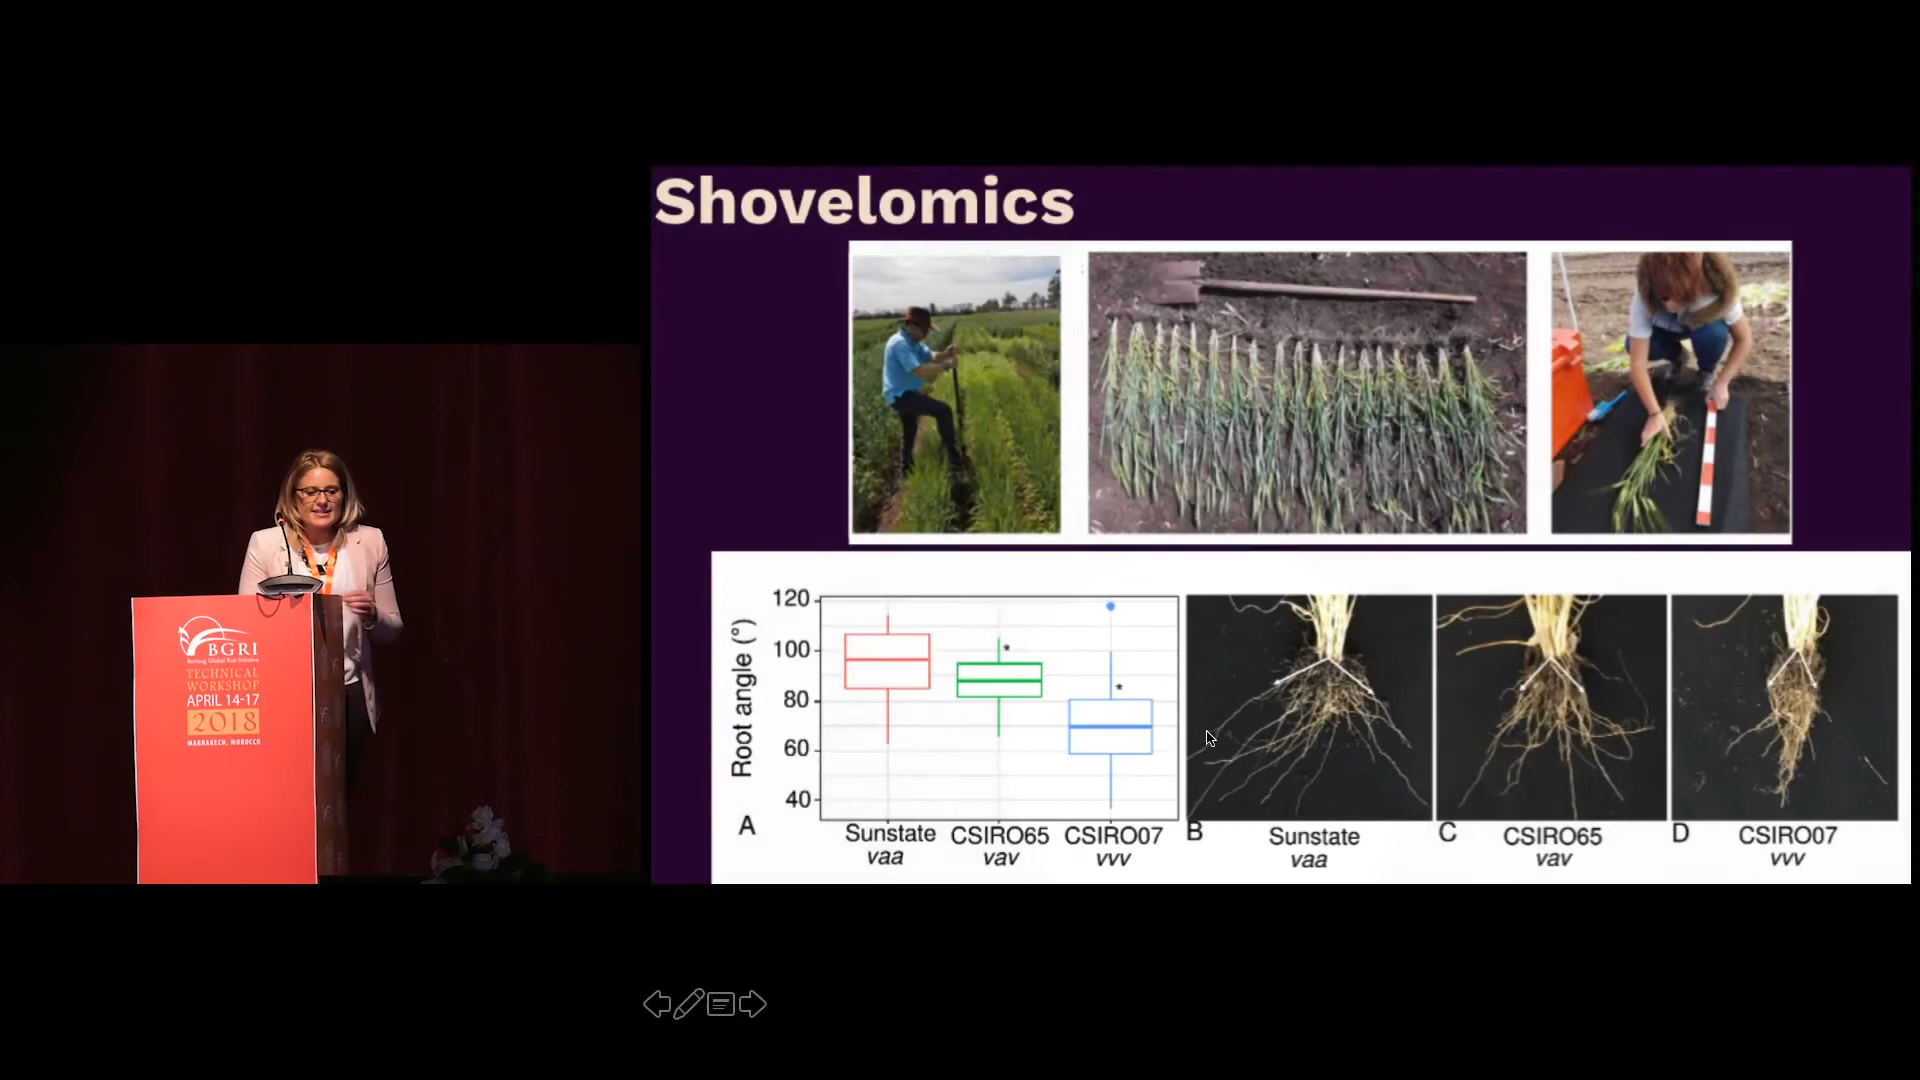 Shovelomics
BGRI
Borlaug Global Rust Initiative
TECHNICAL
WORKSHOP
APRIL 14-17
2018
MARRAKECH, MOROCCO
Root angle (°)
120
100
80
60
40
*
*
A
Sunstate
vaa
CSIRO65
vav
CSIRO07
vvv
B
Sunstate
vaa
C
CSIRO65
vav
D
CSIRO07
vvv